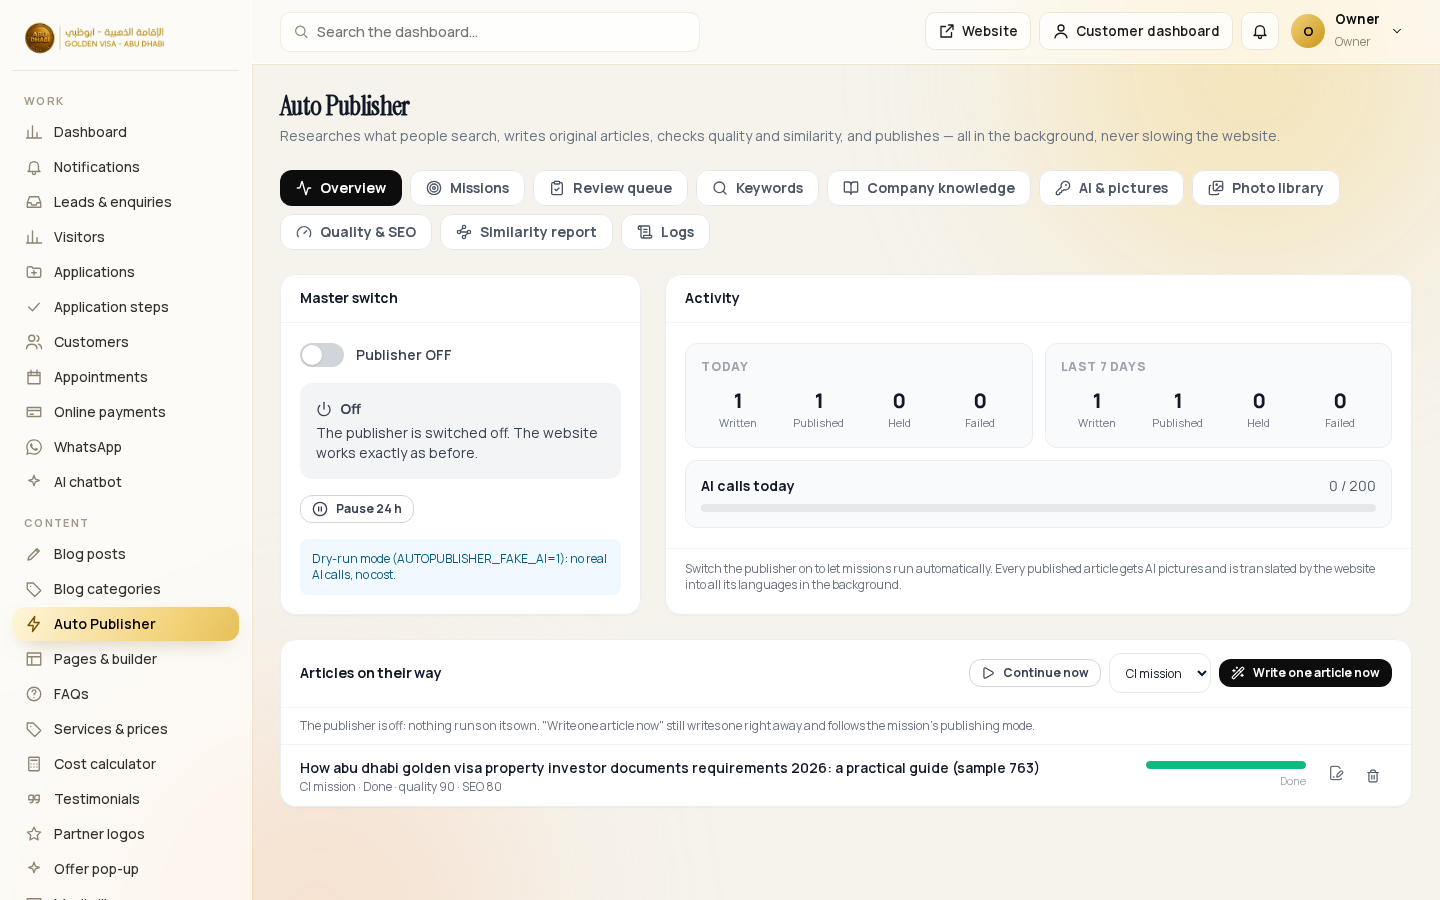 الإقامة الذهبية - ابوظبي
GOLDEN VISA - ABU DHABI
Search the dashboard...
Website
Customer dashboard
O
Owner
Owner
WORK
Dashboard
Notifications
Leads & enquiries
Visitors
Applications
Application steps
Customers
Appointments
Online payments
WhatsApp
AI chatbot
CONTENT
Blog posts
Blog categories
Auto Publisher
Pages & builder
FAQs
Services & prices
Cost calculator
Testimonials
Partner logos
Offer pop-up
Auto Publisher
Researches what people search, writes original articles, checks quality and similarity, and publishes — all in the background, never slowing the website.
Overview
Missions
Review queue
Keywords
Company knowledge
AI & pictures
Photo library
Quality & SEO
Similarity report
Logs
Master switch
Publisher OFF
Off
The publisher is switched off. The website
works exactly as before.
Pause 24 h
Dry-run mode (AUTOPUBLISHER_FAKE_AI=1): no real
AI calls, no cost.
Activity
TODAY
1 1 0 0
Written Published Held Failed
LAST 7 DAYS
1 1 0 0
Written Published Held Failed
AI calls today 0 / 200
Switch the publisher on to let missions run automatically. Every published article gets AI pictures and is translated by the website
into all its languages in the background.
Articles on their way
Continue now
CI mission
Write one article now
The publisher is off: nothing runs on its own. "Write one article now" still writes one right away and follows the mission's publishing mode.
How abu dhabi golden visa property investor documents requirements 2026: a practical guide (sample 763)
CI mission · Done · quality 90 · SEO 80
Done